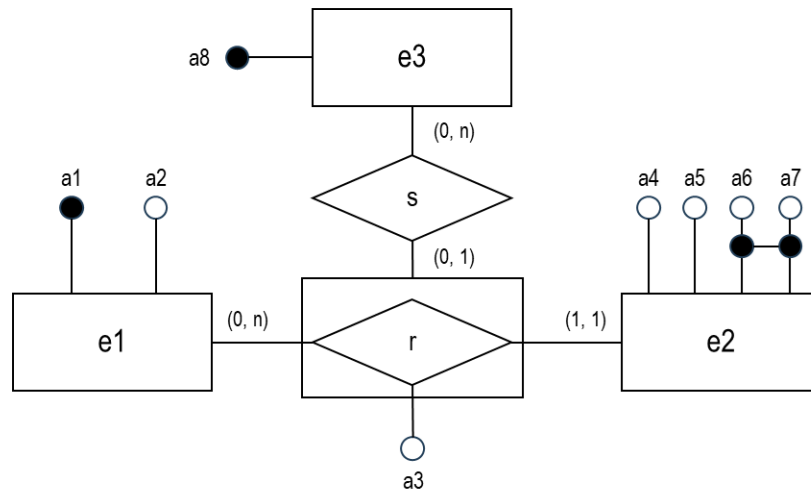 a8
e3
(0, n)
a1
a2
s
a4
a5
a6
a7
(0, 1)
e1
(0, n)
r
(1, 1)
e2
a3